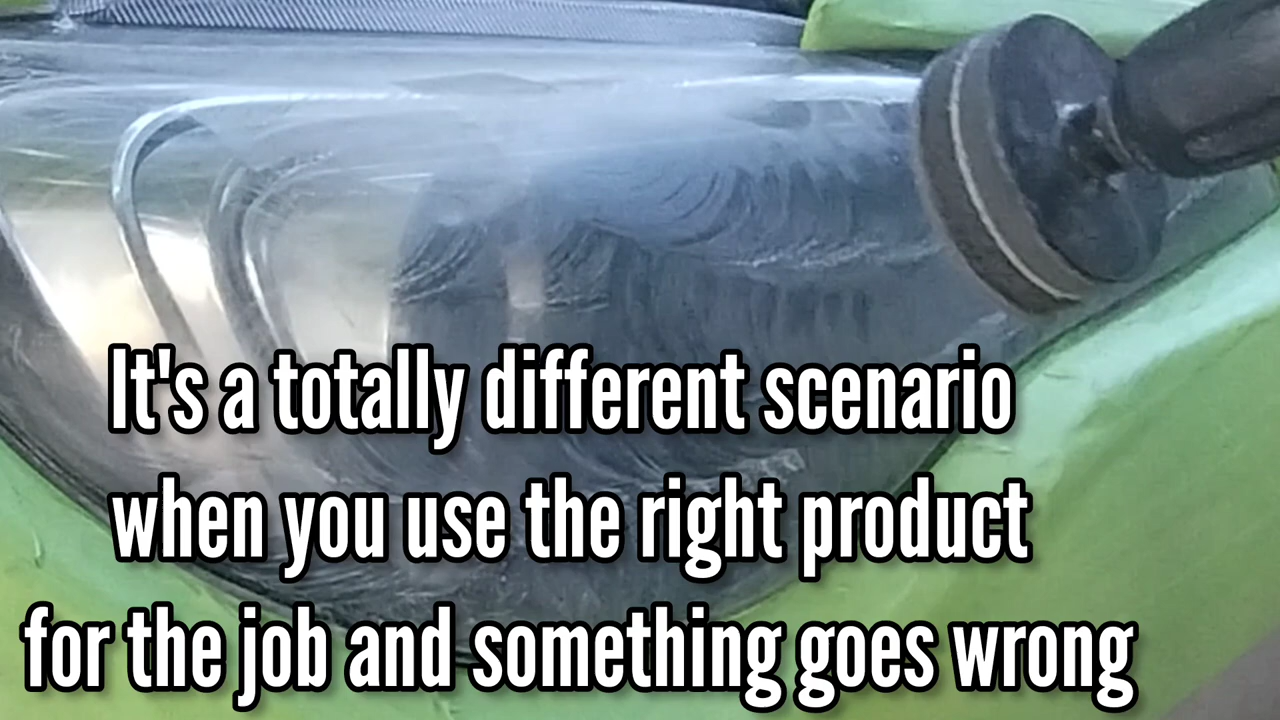 It's a totally different scenario
when you use the right product
for the job and something goes wrong